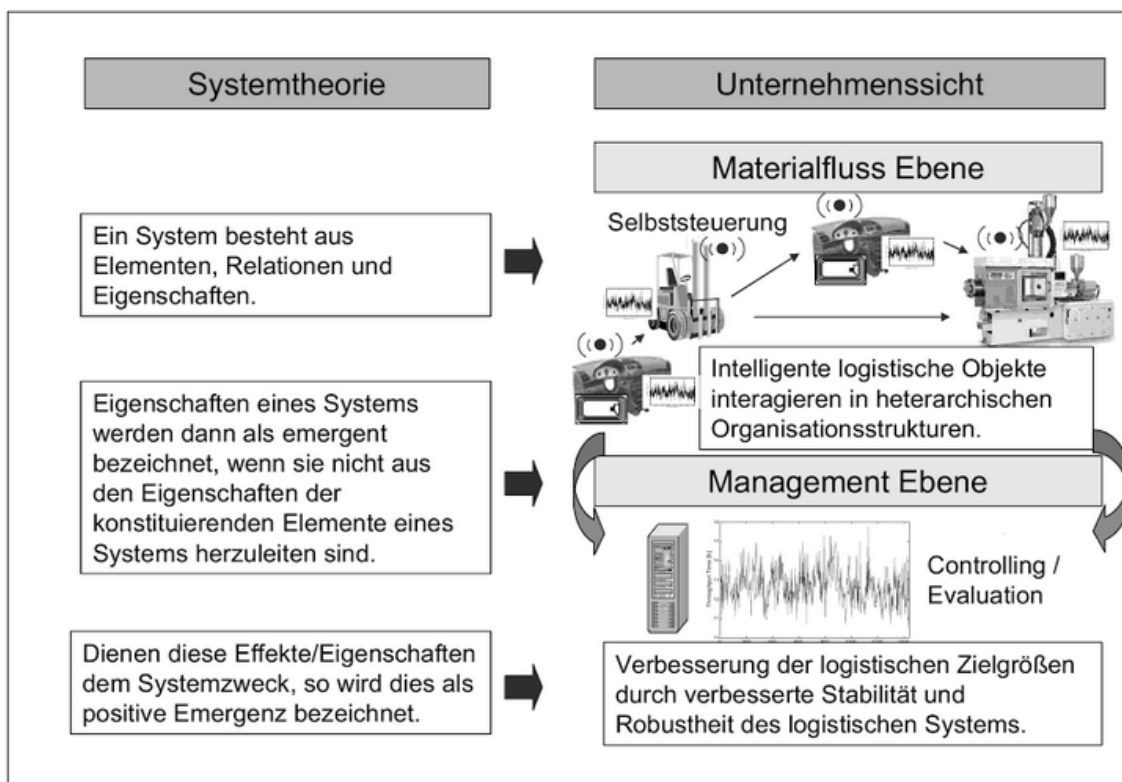 Systemtheorie
Unternehmenssicht
Materialfluss Ebene
Selbststeuerung
Ein System besteht aus
Elementen, Relationen und
Eigenschaften.
Intelligente logistische Objekte
interagieren in heterarchischen
Organisationsstrukturen.
Eigenschaften eines Systems
werden dann als emergent
bezeichnet, wenn sie nicht aus
den Eigenschaften der
konstituierenden Elemente eines
Systems herzuleiten sind.
Management Ebene
Throughput Time [h]
Controlling /
Evaluation
Dienen diese Effekte/Eigenschaften
dem Systemzweck, so wird dies als
positive Emergenz bezeichnet.
Verbesserung der logistischen Zielgrößen
durch verbesserte Stabilität und
Robustheit des logistischen Systems.